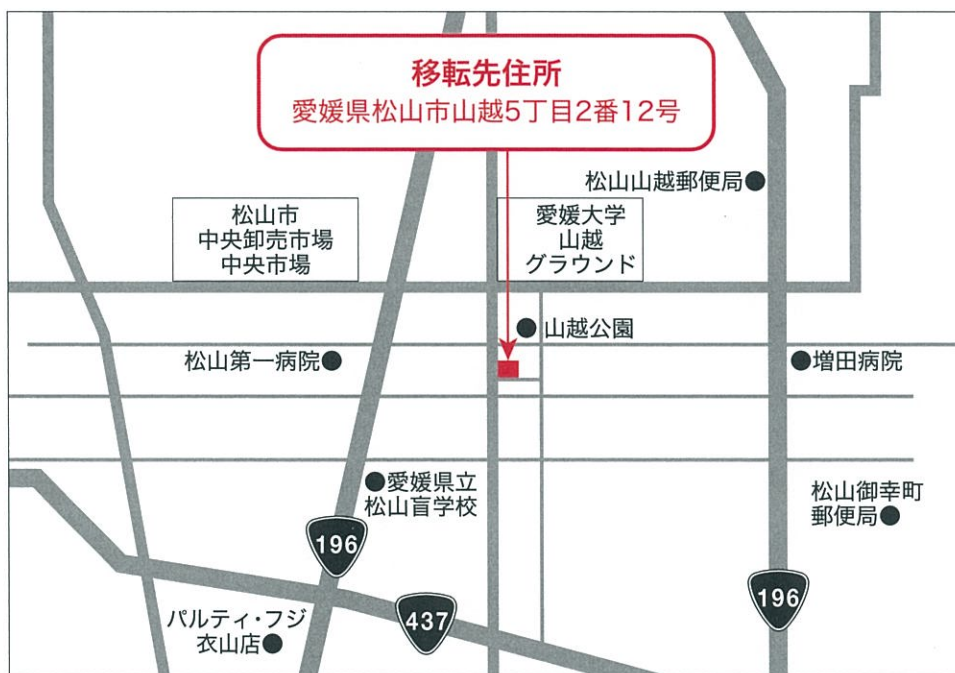 移転先住所
愛媛県松山市山越5丁目2番12号
松山山越郵便局
松山市
中央卸売市場
中央市場
愛媛大学
山越
グラウンド
山越公園
松山第一病院
増田病院
愛媛県立
松山盲学校
松山御幸町
郵便局
196
196
437
パルティ・フジ
衣山店